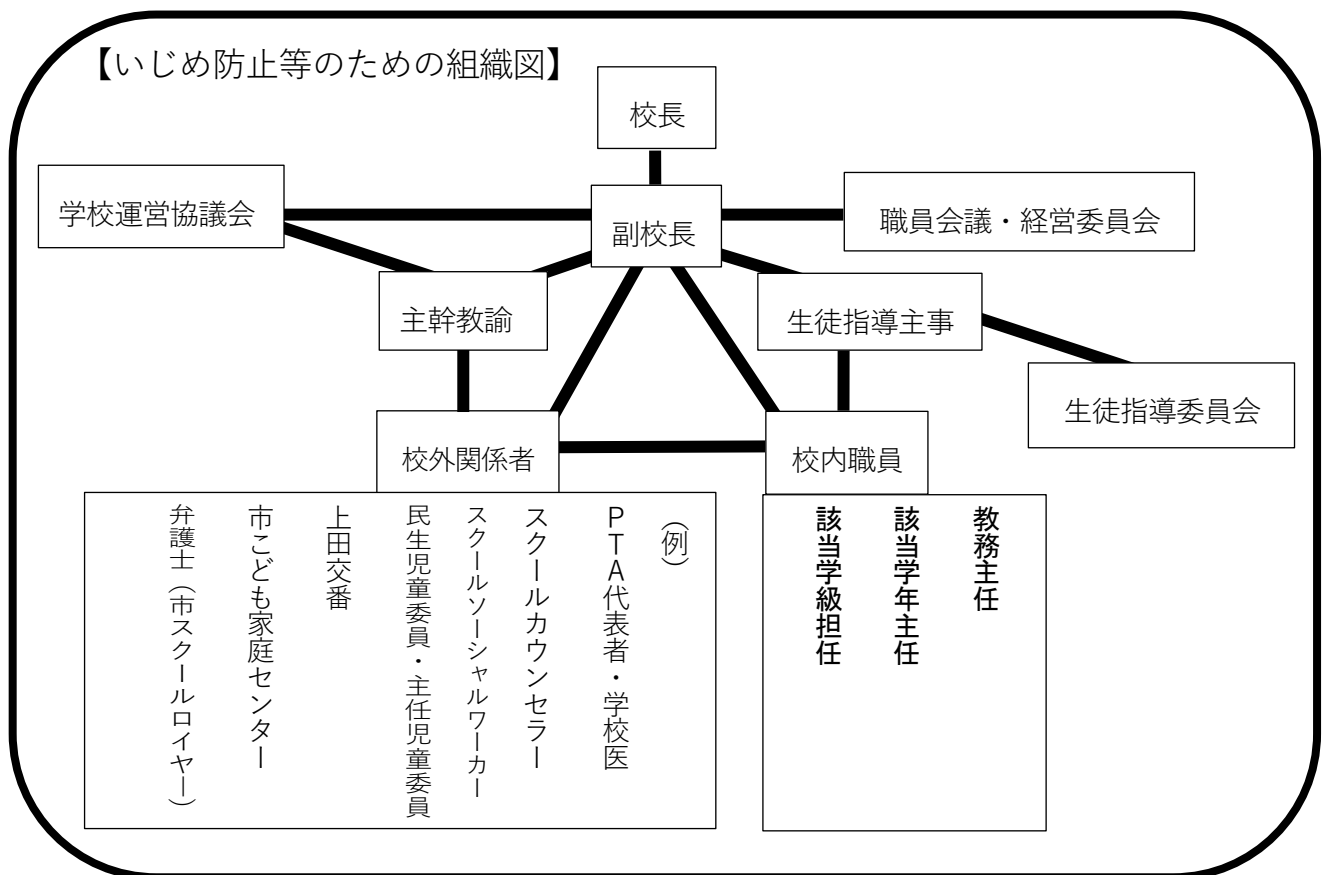 【いじめ防止等のための組織図】
校長
学校運営協議会
副校長
職員会議・経営委員会
主幹教諭
生徒指導主事
生徒指導委員会
校外関係者
校内職員
(例)
PTA代表者・学校医
スクールカウンセラー
スクールソーシャルワーカー
民生児童委員・主任児童委員
上田交番
市こども家庭センター
弁護士(市スクールロイヤー)
教務主任
該当学年主任
該当学級担任